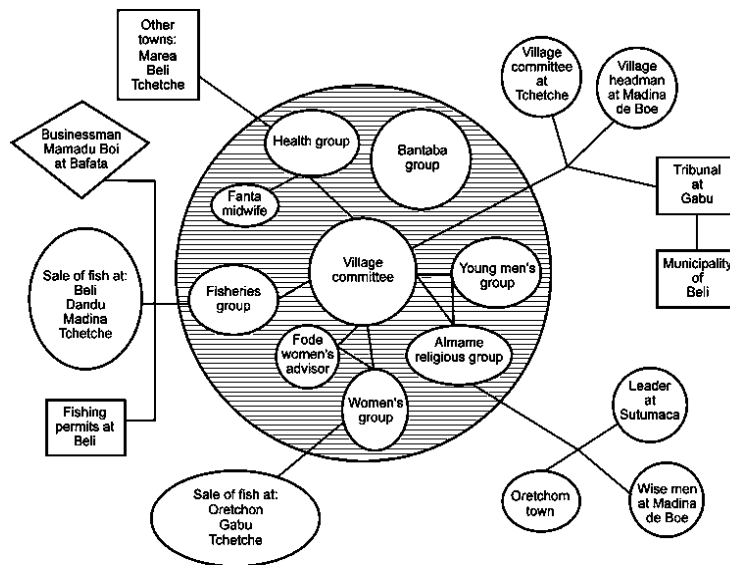 Other
towns:
Marea
Beli
Tchetche
Village
committee
at
Tchetche
Village
headman
at Madina
de Boe
Businessman
Mamadu Boi
at Bafata
Health group
Bantaba
group
Tribunal
at
Gabu
Fanta
midwife
Village
committee
Young men's
group
Municipality
of
Beli
Sale of fish at:
Beli
Dandu
Madina
Tchetche
Fisheries
group
Fode
women's
advisor
Almame
religious group
Women's
group
Leader
at
Sutumaca
Fishing
permits at
Beli
Sale of fish at:
Oretchon
Gabu
Tchetche
Oretchom
town
Wise men
at Madina
de Boe